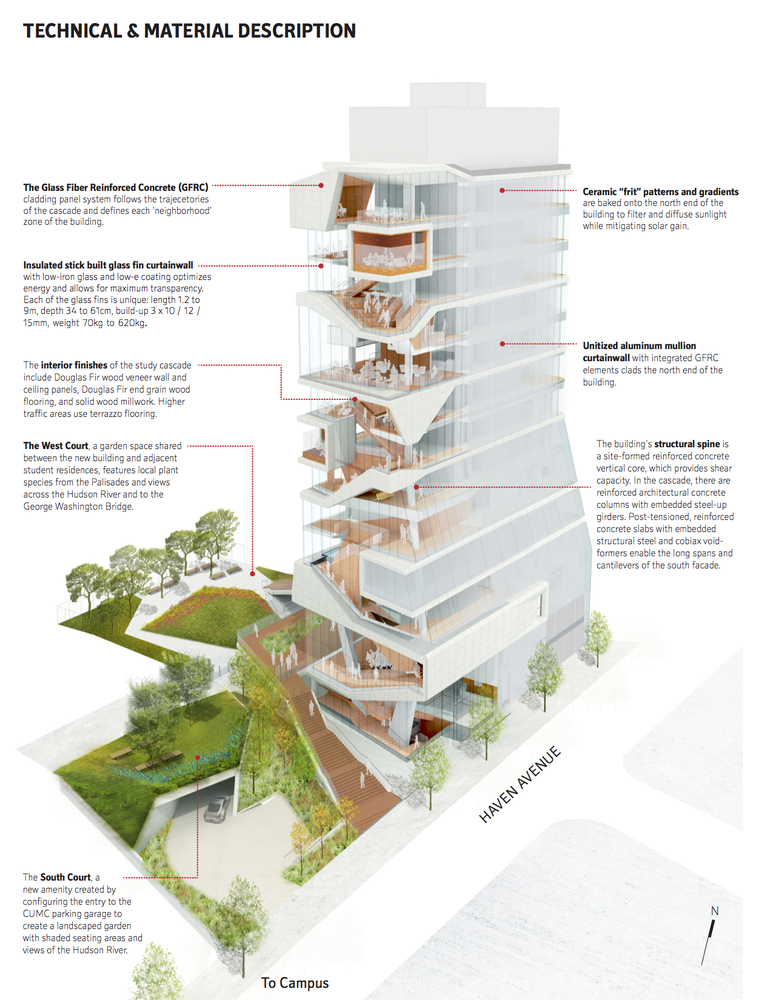 TECHNICAL & MATERIAL DESCRIPTION
The Glass Fiber Reinforced Concrete (GFRC)
cladding panel system follows the trajecetories
of the cascade and defines each 'neighborhood'
zone of the building.
Insulated stick built glass fin curtainwall
with low-iron glass and low-e coating optimizes
energy and allows for maximum transparency.
Each of the glass fins is unique: length 1.2 to
9m, depth 34 to 61cm, build-up 3 x 10 / 12 /
15mm, weight 70kg to 620kg.
The interior finishes of the study cascade
include Douglas Fir wood veneer wall and
ceiling panels, Douglas Fir end grain wood
flooring, and solid wood millwork. Higher
traffic areas use terrazzo flooring.
The West Court, a garden space shared
between the new building and adjacent
student residences, features local plant
species from the Palisades and views
across the Hudson River and to the
George Washington Bridge.
Ceramic "frit" patterns and gradients
are baked onto the north end of the
building to filter and diffuse sunlight
while mitigating solar gain.
Unitized aluminum mullion
curtainwall with integrated GFRC
elements clads the north end of the
building.
The building's structural spine is
a site-formed reinforced concrete
vertical core, which provides shear
capacity. In the cascade, there are
reinforced architectural concrete
columns with embedded steel-up
girders. Post-tensioned, reinforced
concrete slabs with embedded
structural steel and cobiax void-
formers enable the long spans and
cantilevers of the south facade.
HAVEN AVENUE
The South Court, a
new amenity created by
configuring the entry to the
CUMC parking garage to
create a landscaped garden
with shaded seating areas and
views of the Hudson River.
N
To Campus